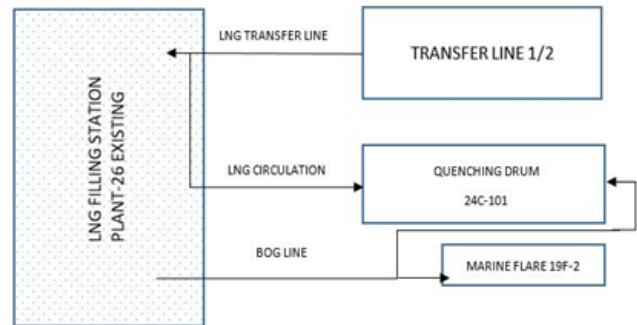 LNG FILLING STATION
PLANT-26 EXISTING
LNG TRANSFER LINE
TRANSFER LINE 1/2
LNG CIRCULATION
QUENCHING DRUM
24C-101
BOG LINE
MARINE FLARE 19F-2